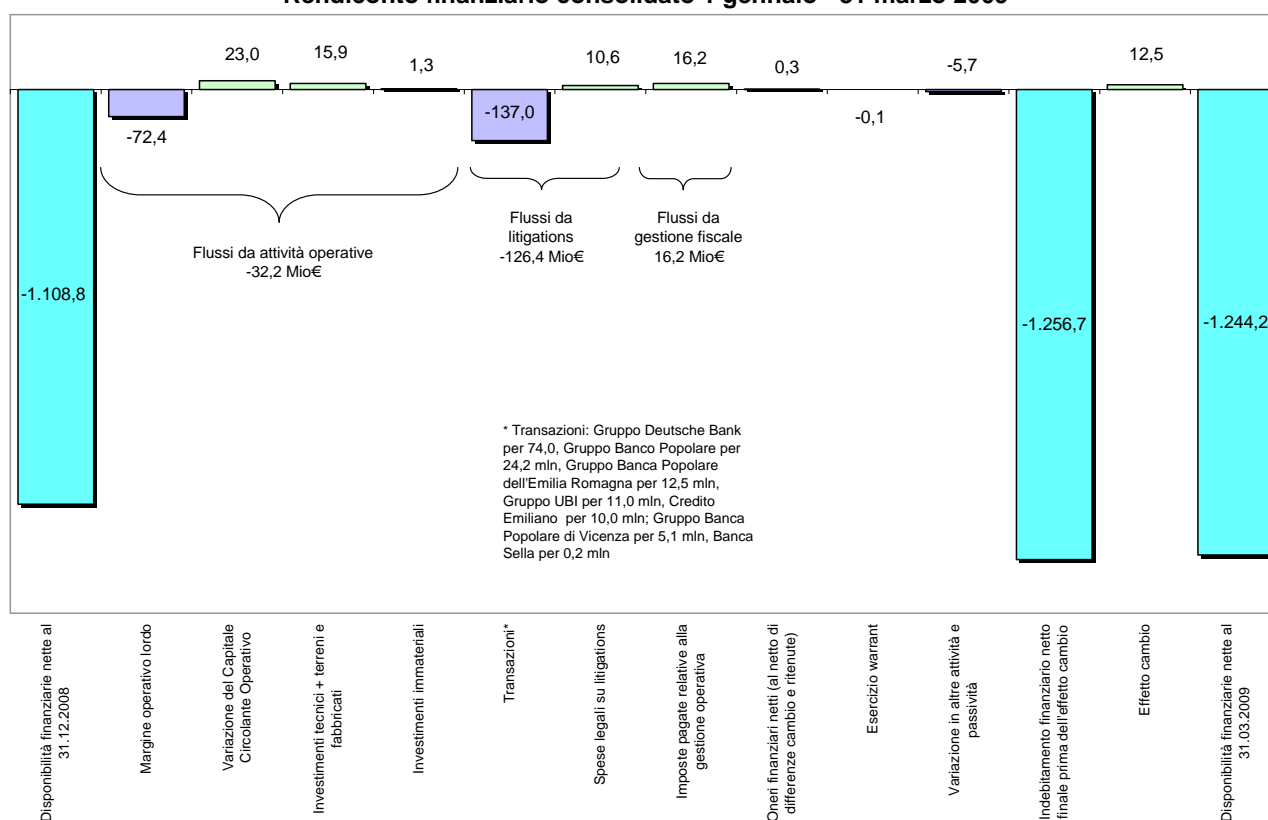 23,0
15,9
1,3
10,6
16,2
0,3
-5,7
12,5
-72,4
-137,0
-0,1
Flussi da attività operative
-32,2 Mio€
Flussi da
litigations
-126,4 Mio€
Flussi da
gestione fiscale
16,2 Mio€
-1.108,8
-1.256,7
-1.244,2
* Transazioni: Gruppo Deutsche Bank
per 74,0, Gruppo Banco Popolare per
24,2 mln, Gruppo Banca Popolare
dell'Emilia Romagna per 12,5 mln,
Gruppo UBI per 11,0 mln, Credito
Emiliano per 10,0 mln; Gruppo Banca
Popolare di Vicenza per 5,1 mln, Banca
Sella per 0,2 mln
Disponibilità finanziarie nette al
31.12.2008
Margine operativo lordo
Variazione del Capitale
Circolante Operativo
Investimenti tecnici + terreni e
fabbricati
Investimenti immateriali
Transazioni*
Spese legali su litigations
Imposte pagate relative alla
gestione operativa
Oneri finanziari netti (al netto di
differenze cambio e ritenute)
Esercizio warrant
Variazione in altre attività e
passività
Indebitamento finanziario netto
finale prima dell'effetto cambio
Effetto cambio
Disponibilità finanziarie nette al
31.03.2009